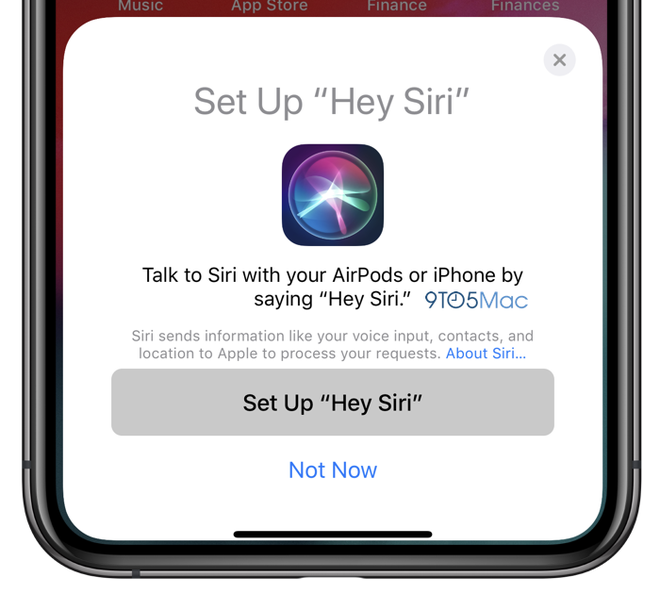 Music App Store Finance Finances
Set Up “Hey Siri”
Talk to Siri with your AirPods or iPhone by
saying “Hey Siri.” 9TO5Mac
Siri sends information like your voice input, contacts, and
location to Apple to process your requests. About Siri...
Set Up “Hey Siri”
Not Now